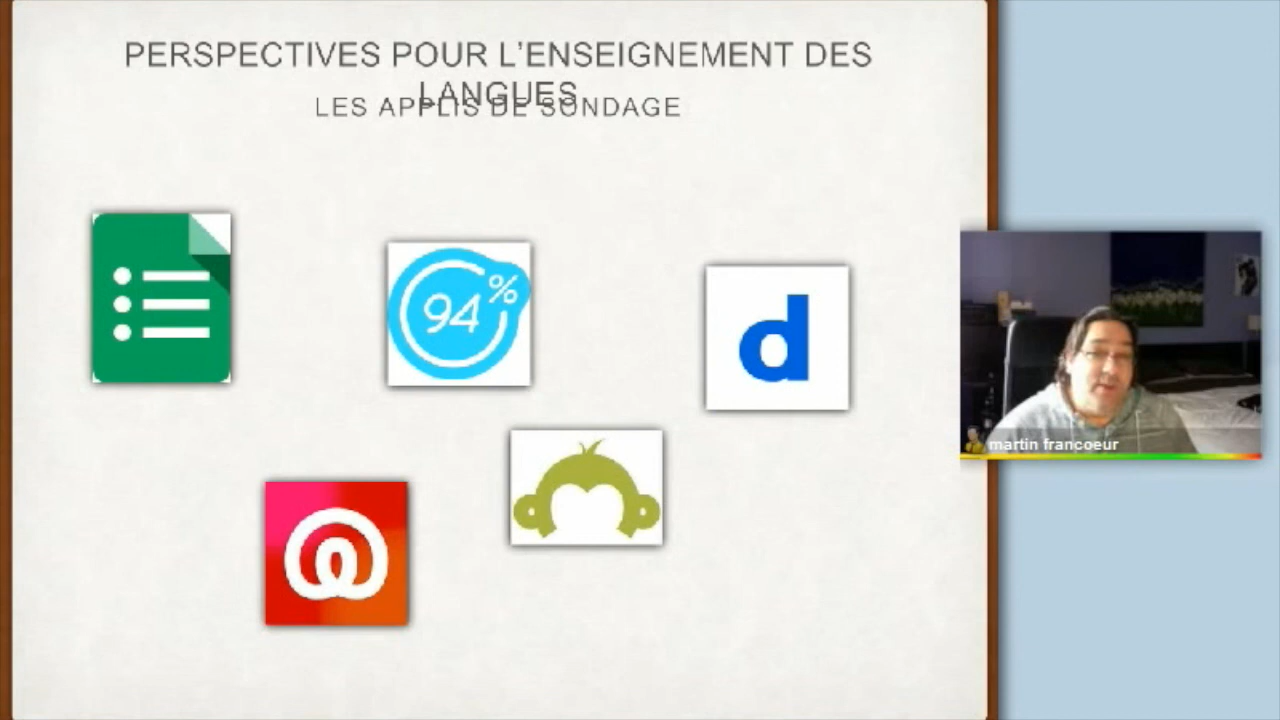 PERSPECTIVES POUR L'ENSEIGNEMENT DES
LANGUES
LES APPLIS DE SONDAGE
94%
d
martin francoeur